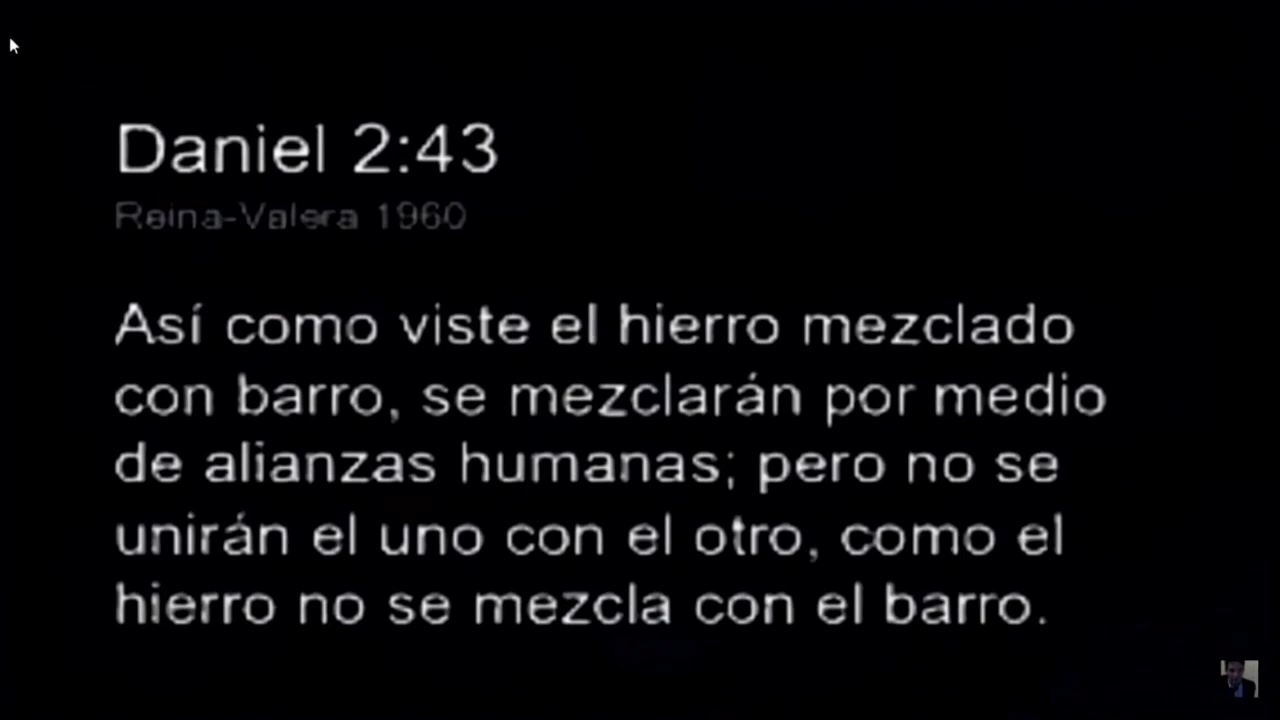 Daniel 2:43
Reina-Valera 1960
Así como viste el hierro mezclado
con barro, se mezclarán por medio
de alianzas humanas; pero no se
unirán el uno con el otro, como el
hierro no se mezcla con el barro.